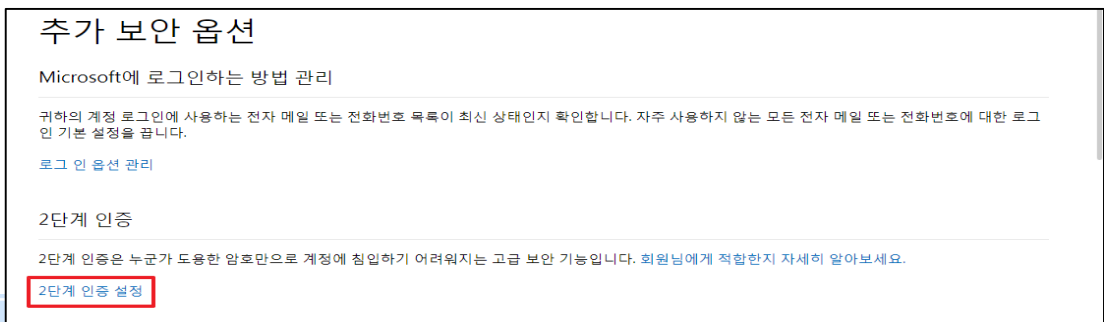 추가 보안 옵션
Microsoft에 로그인하는 방법 관리
귀하의 계정 로그인에 사용하는 전자 메일 또는 전화번호 목록이 최신 상태인지 확인합니다. 자주 사용하지 않는 모든 전자 메일 또는 전화번호에 대한 로그
인 기본 설정을 끕니다.
로그 인 옵션 관리
2단계 인증
2단계 인증은 누군가 도용한 암호만으로 계정에 침입하기 어려워지는 고급 보안 기능입니다. 회원님에게 적합한지 자세히 알아보세요.
2단계 인증 설정